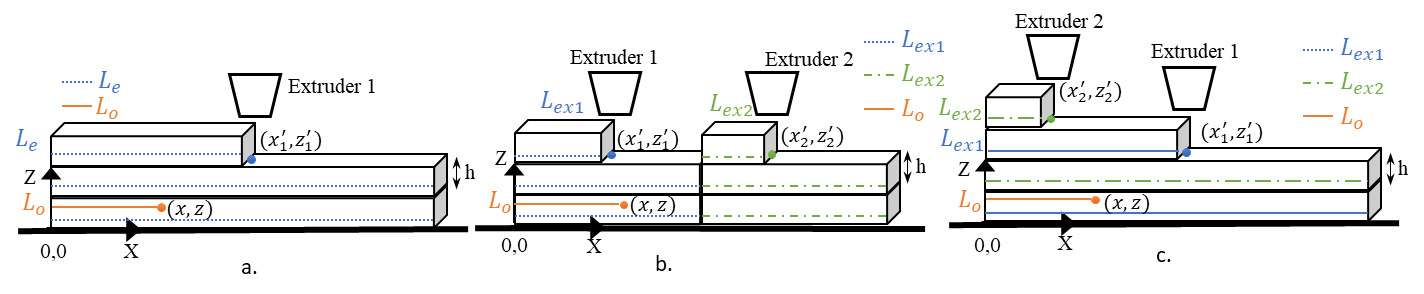 L_e
L_o
Extruder 1
L_e
(x′_1, z′_1)
Z
h
L_o
(x, z)
0,0
X
a.
Extruder 1
Extruder 2
L_ex1
L_ex2
L_o
L_ex1
L_ex2
(x′_1, z′_1)
(x′_2, z′_2)
Z
h
L_o
(x, z)
0,0
X
b.
Extruder 2
Extruder 1
L_ex1
L_ex2
L_o
(x′_2, z′_2)
L_ex2
(x′_1, z′_1)
L_ex1
Z
h
L_o
(x, z)
0,0
X
c.